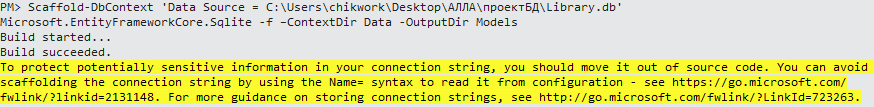 PM> Scaffold-DbContext 'Data Source = C:\Users\chikwork\Desktop\АЛЛА\проектБД\Library.db'
Microsoft.EntityFrameworkCore.Sqlite -f –ContextDir Data -OutputDir Models
Build started...
Build succeeded.
To protect potentially sensitive information in your connection string, you should move it out of source code. You can avoid
scaffolding the connection string by using the Name= syntax to read it from configuration - see https://go.microsoft.com/
fwlink/?linkid=2131148. For more guidance on storing connection strings, see http://go.microsoft.com/fwlink/?LinkId=723263.